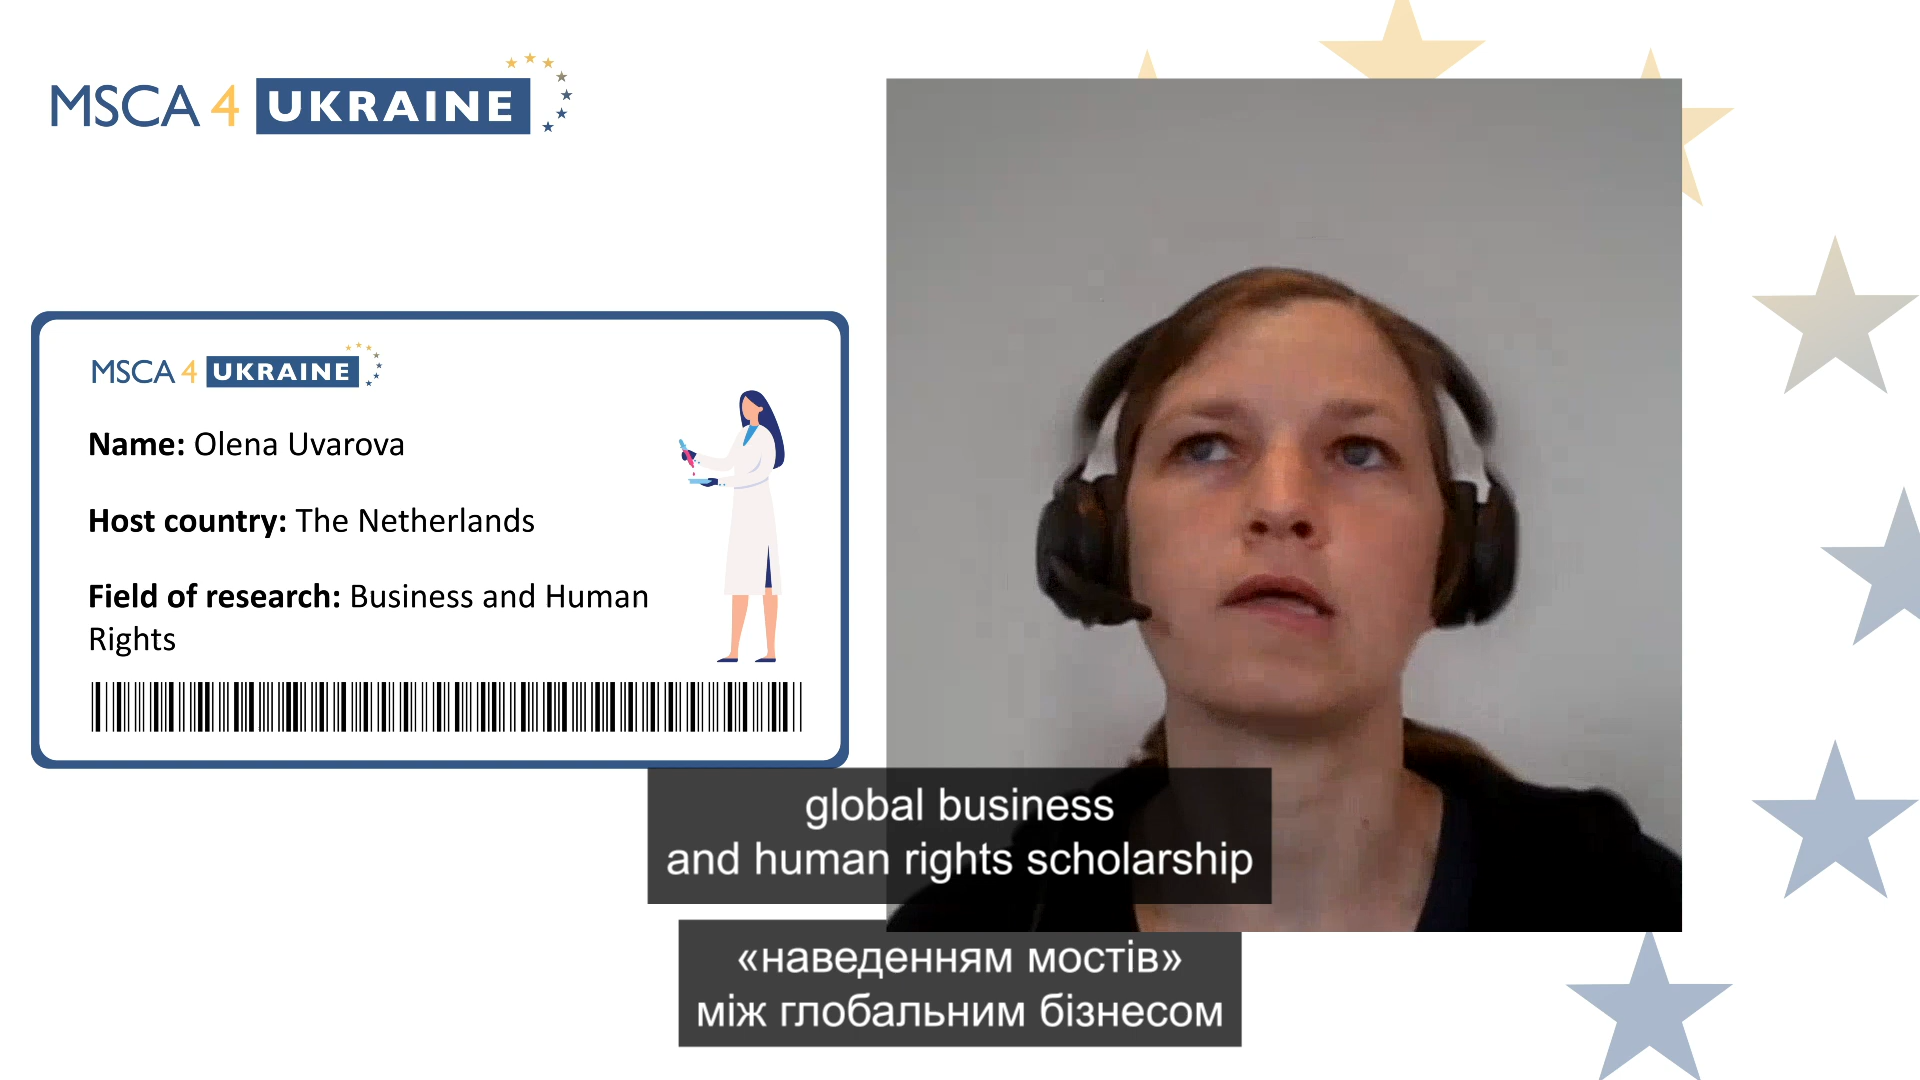 MSCA 4 UKRAINE
MSCA 4 UKRAINE
Name: Olena Uvarova
Host country: The Netherlands
Field of research: Business and Human
Rights
global business
and human rights scholarship
«наведенням мостів»
між глобальним бізнесом